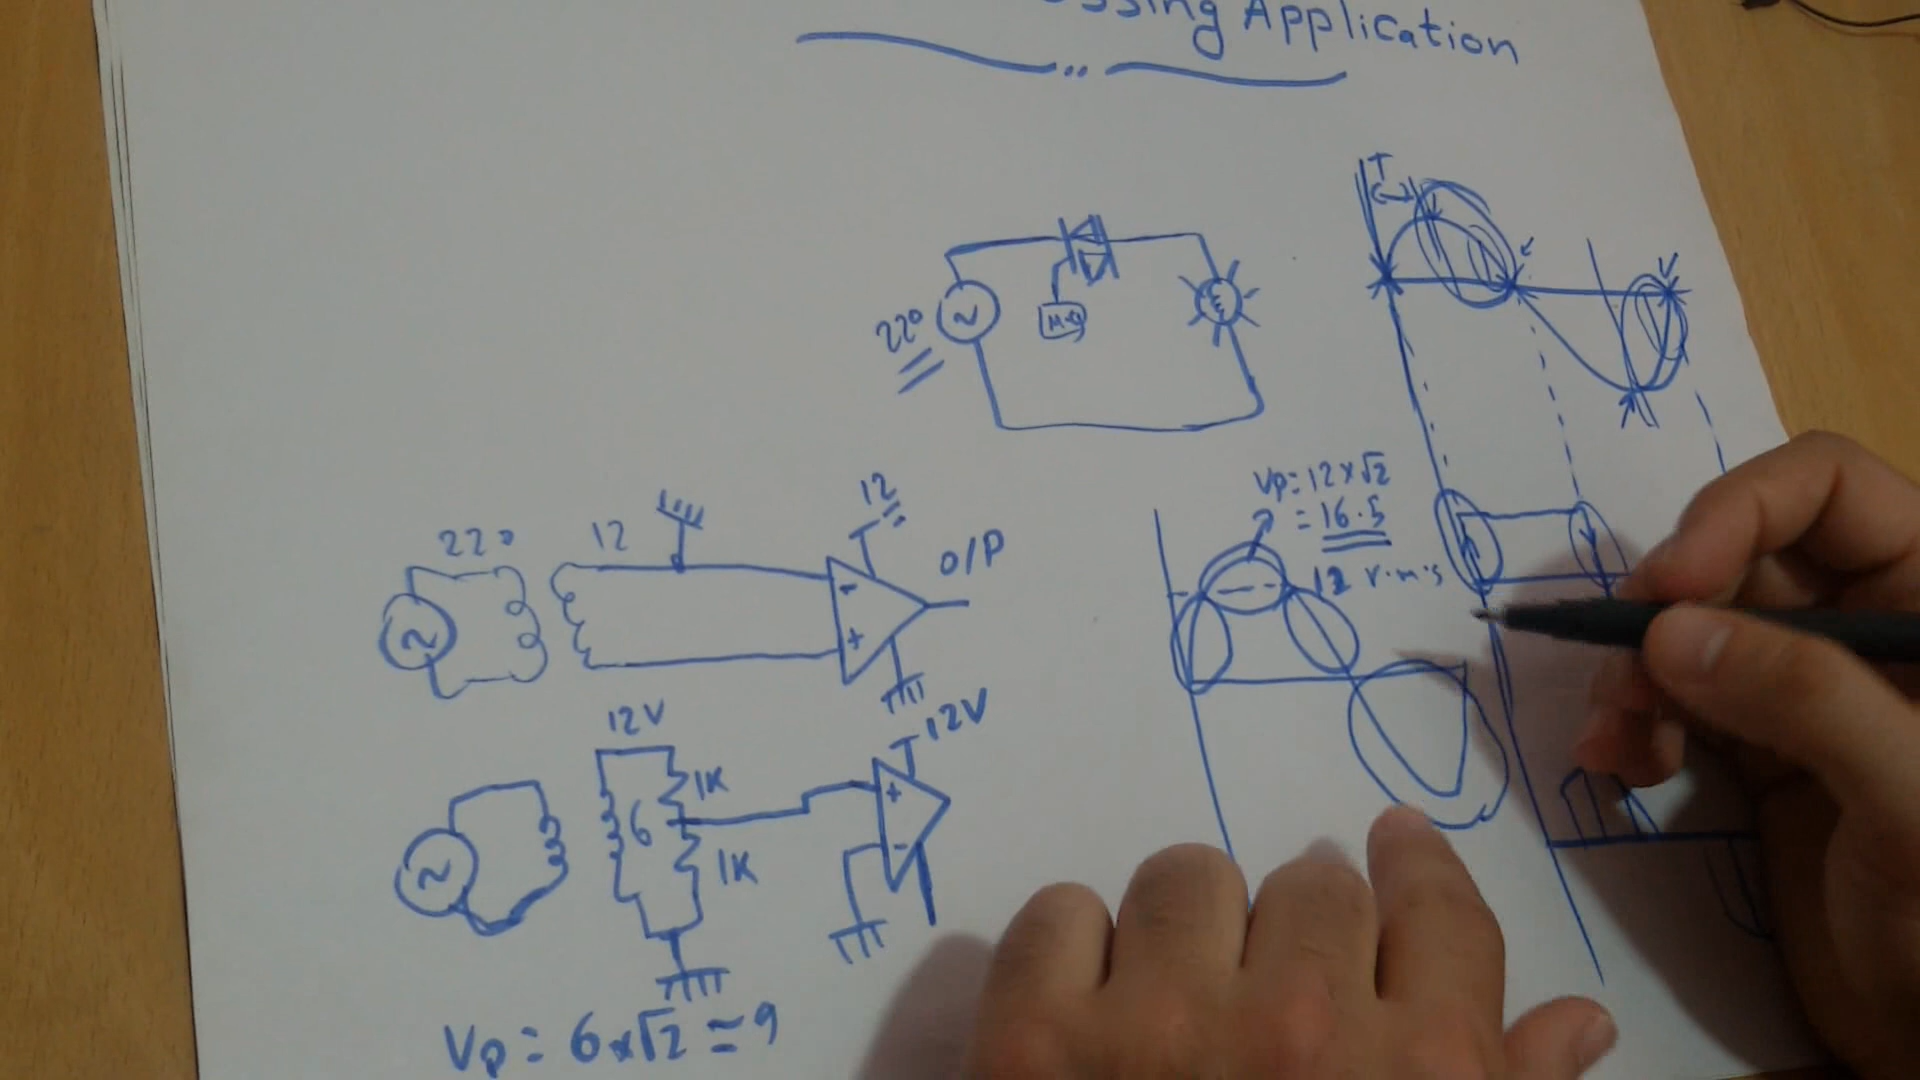 Application
T
220
M.C
Vp = 12 × √2
= 16.5
12 r.m.s
220
12
12
-
+
O/P
12V
6
1K
1K
12V
+
-
Vp = 6 × √2 ≃ 9